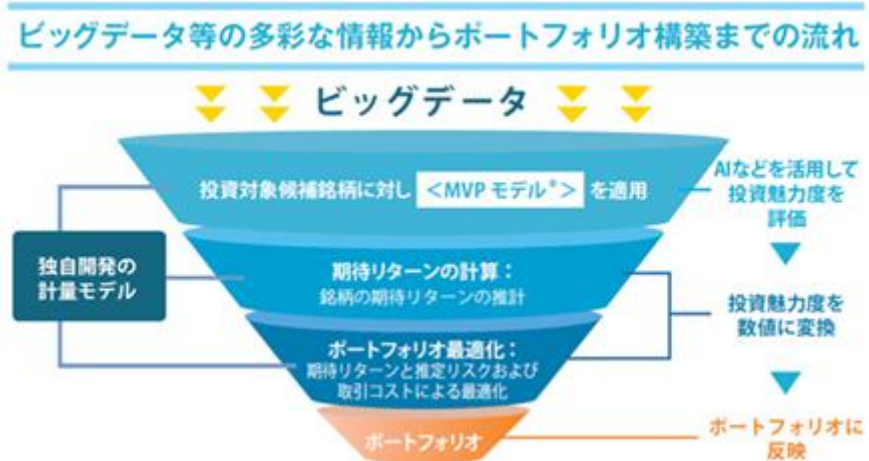 ビッグデータ等の多彩な情報からポートフォリオ構築までの流れ
ビッグデータ
投資対象候補銘柄に対し <MVP モデル*> を適用
AIなどを活用して
投資魅力度を
評価
独自開発の
計量モデル
期待リターンの計算:
銘柄の期待リターンの推計
投資魅力度を
数値に変換
ポートフォリオ最適化:
期待リターンと推定リスクおよび
取引コストによる最適化
ポートフォリオ
ポートフォリオに
反映